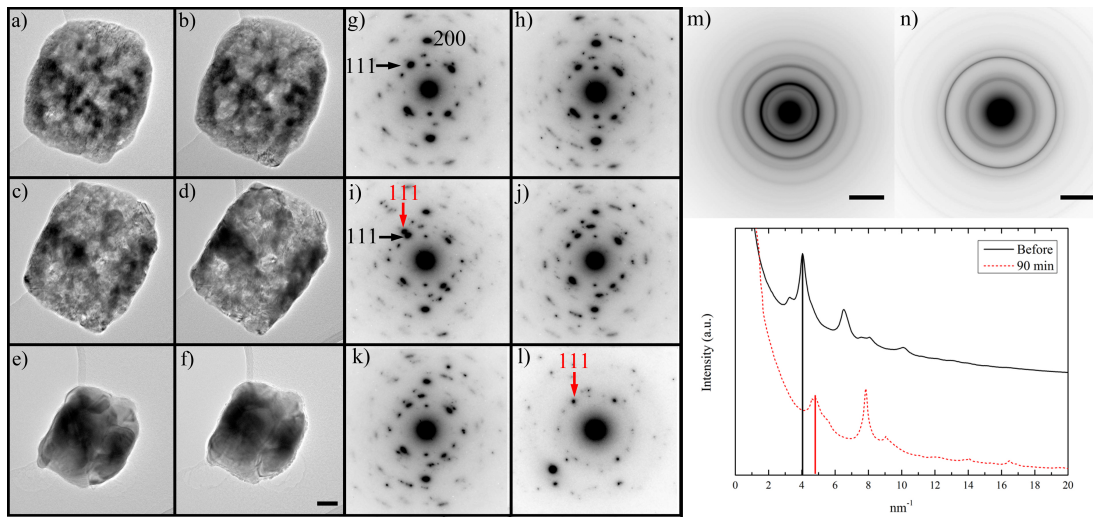 a)
b)
g)
200
h)
111
m)
n)
c)
d)
i)
111
111
j)
e)
f)
k)
l)
111
Before
90 min
Intensity (a.u.)
0 2 4 6 8 10 12 14 16 18 20
nm-1